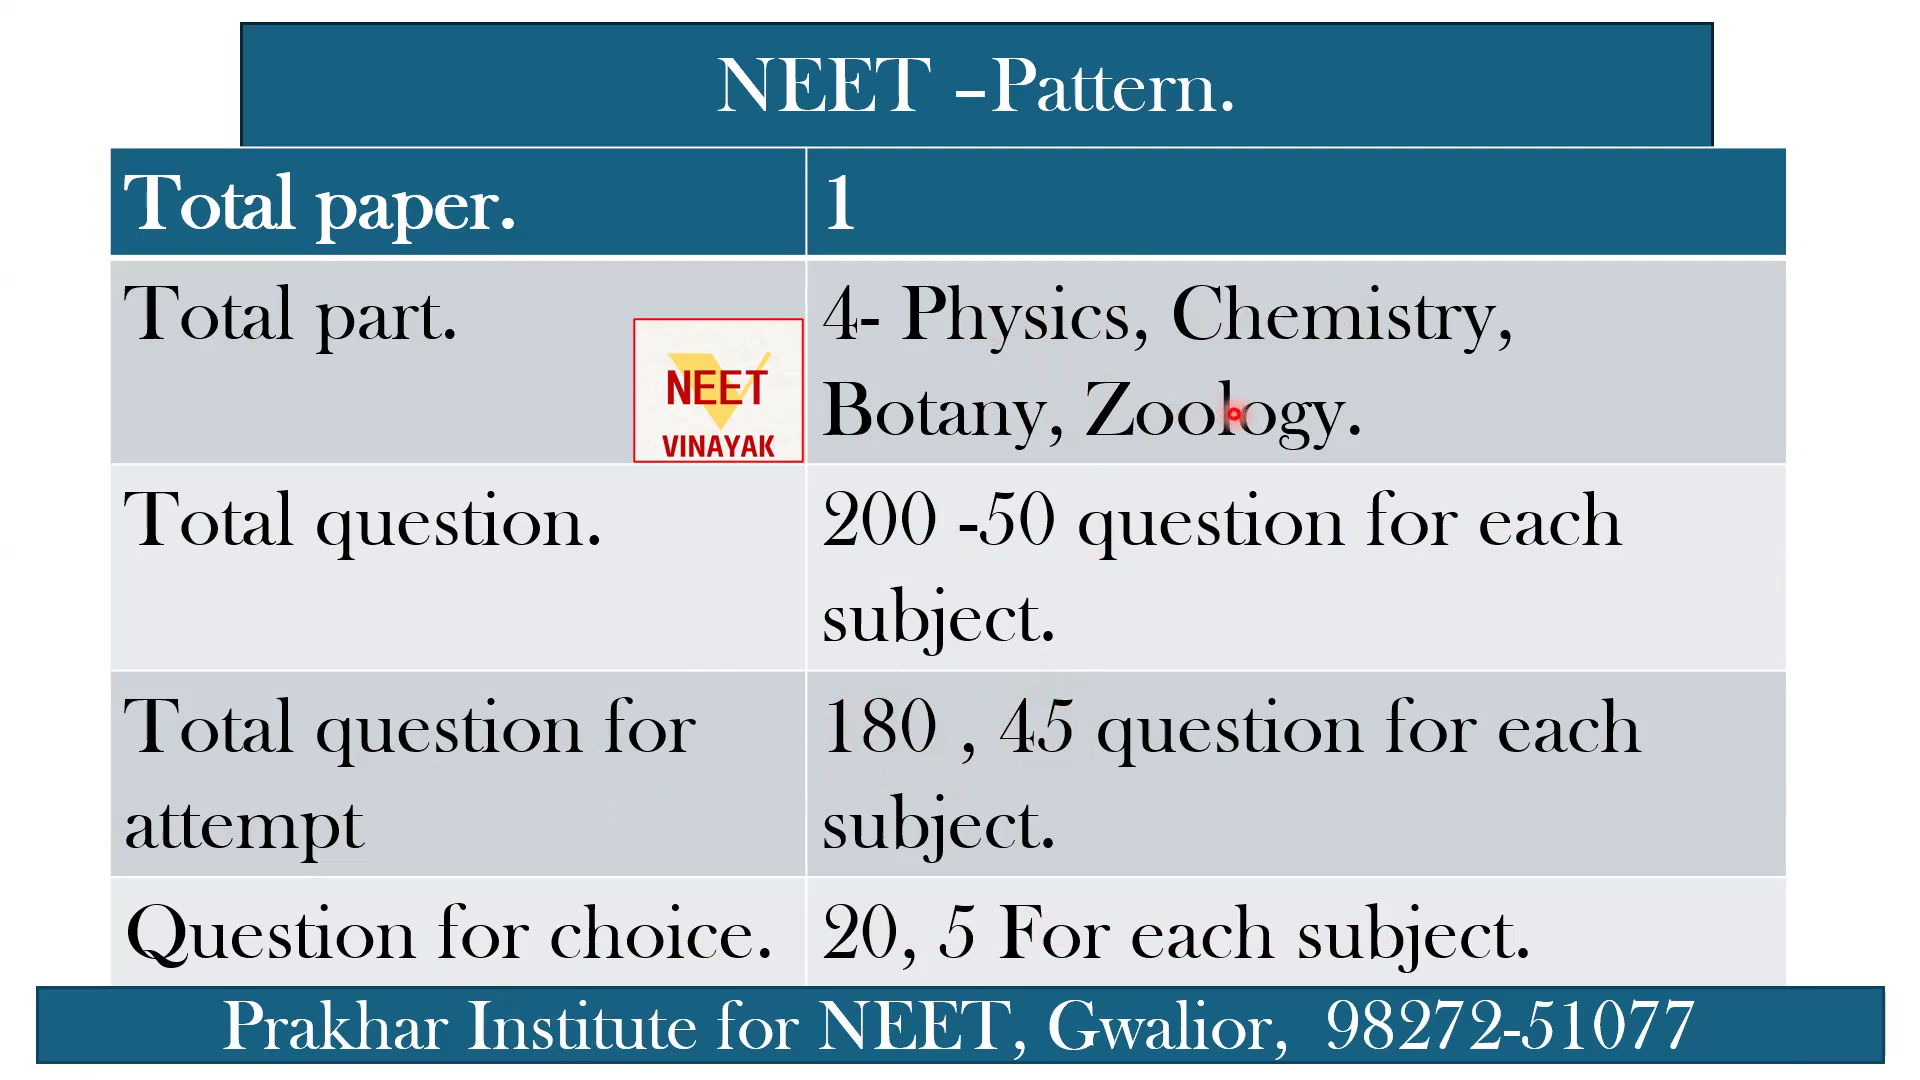 NEET –Pattern.
Total paper.
1
Total part.
4- Physics, Chemistry,
Botany, Zoology.
NEET
VINAYAK
Total question.
200 -50 question for each
subject.
Total question for
attempt
180 , 45 question for each
subject.
Question for choice.
20, 5 For each subject.
Prakhar Institute for NEET, Gwalior, 98272-51077